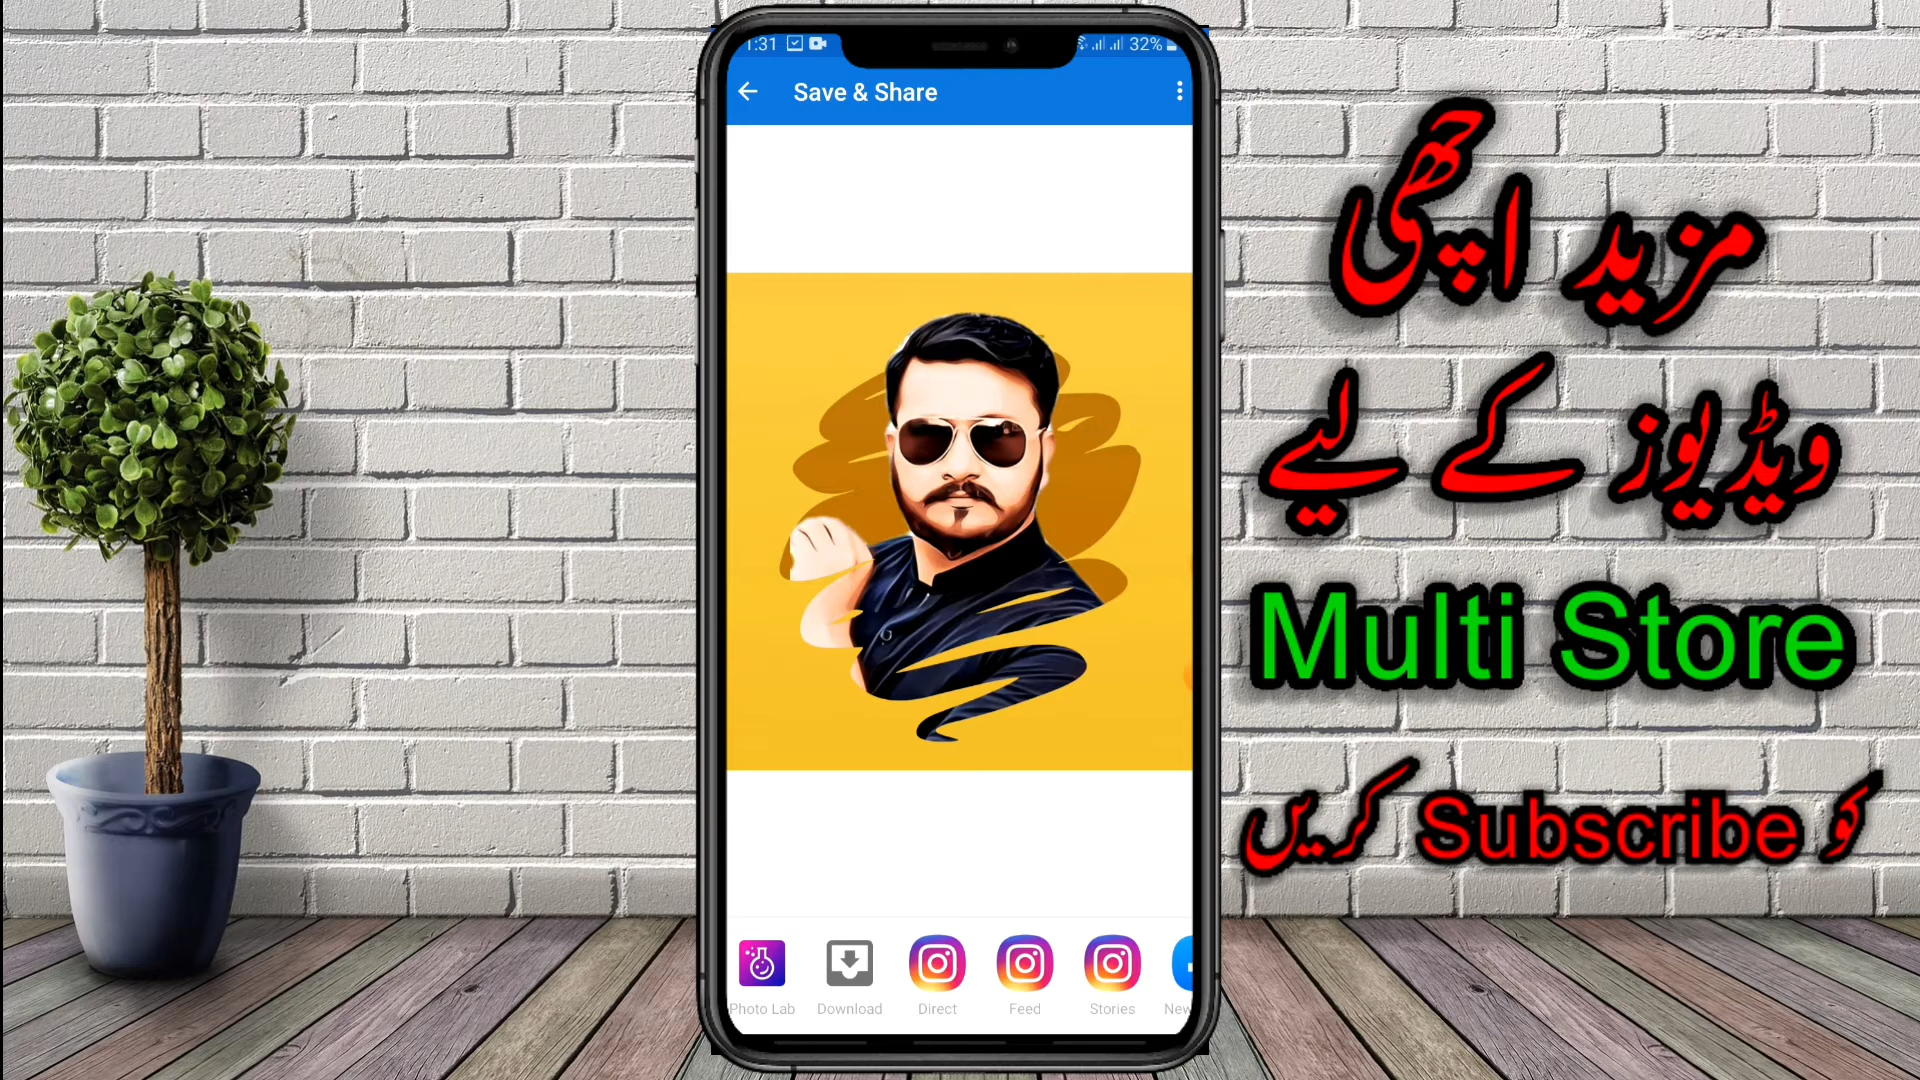 1:31
32%
Save & Share
مزید اچھی
ویڈیوز کے لیے
Multi Store
کو Subscribe کریں
Photo Lab
Download
Direct
Feed
Stories
New